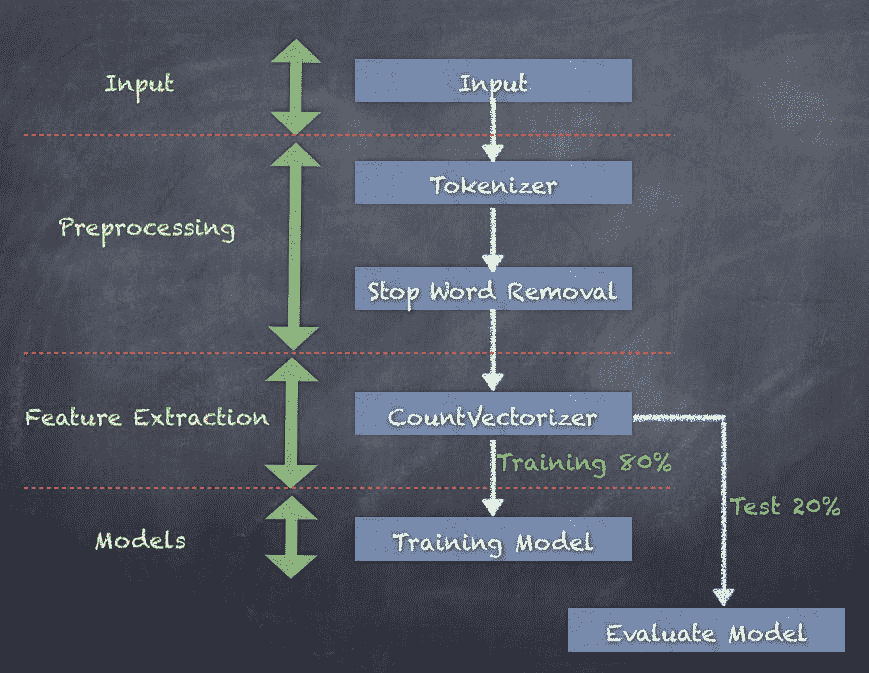 Input
Input
Preprocessing
Tokenizer
Stop Word Removal
Feature Extraction
CountVectorizer
Training 80%
Test 20%
Models
Training Model
Evaluate Model